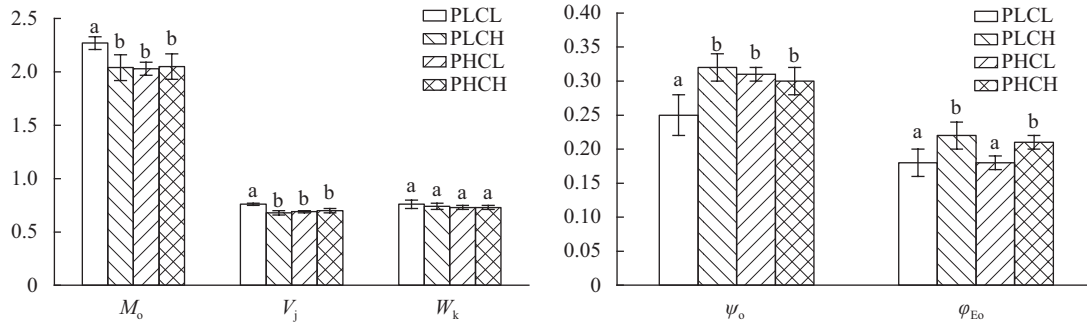 2.5
2.0
1.5
1.0
0.5
0
a b b b
a b b b
a a a a
PLCL
PLCH
PHCL
PHCH
Mo Vj Wk
0.40
0.35
0.30
0.25
0.20
0.15
0.10
0.05
0.00
a b b b
a b a b
PLCL
PLCH
PHCL
PHCH
ψo φEo